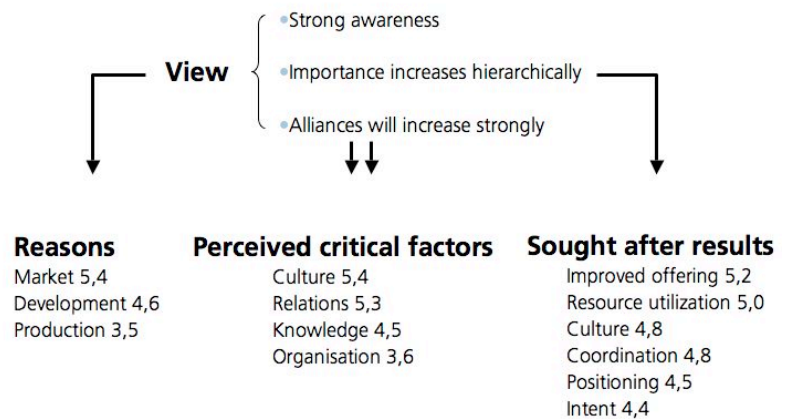 •Strong awareness
View
•Importance increases hierarchically
•Alliances will increase strongly
Reasons
Market 5,4
Development 4,6
Production 3,5
Perceived critical factors
Culture 5,4
Relations 5,3
Knowledge 4,5
Organisation 3,6
Sought after results
Improved offering 5,2
Resource utilization 5,0
Culture 4,8
Coordination 4,8
Positioning 4,5
Intent 4,4